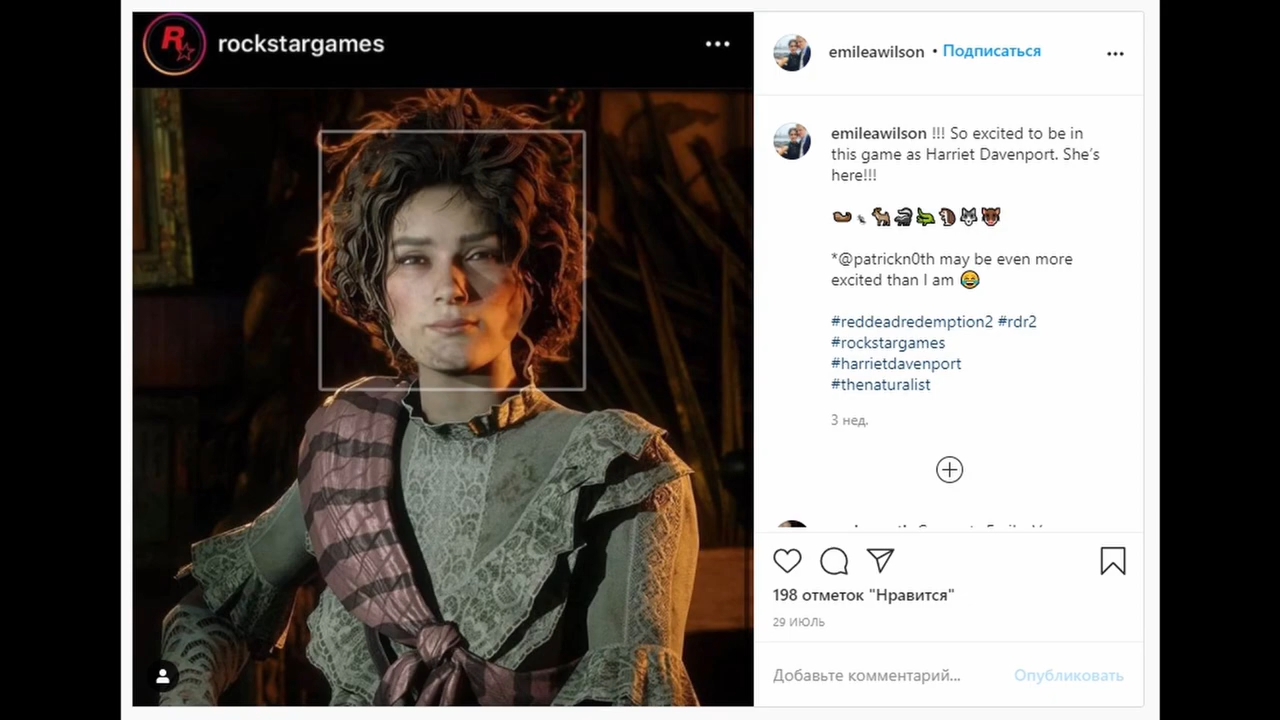 rockstargames
emileawilson • Подписаться
emileawilson !!! So excited to be in
this game as Harriet Davenport. She's
here!!!
*@patrickn0th may be even more
excited than I am 😂
#reddeadredemption2 #rdr2
#rockstargames
#harrietdavenport
#thenaturalist
3 нед.
198 отметок "Нравится"
29 ИЮЛЬ
Добавьте комментарий...
Опубликовать